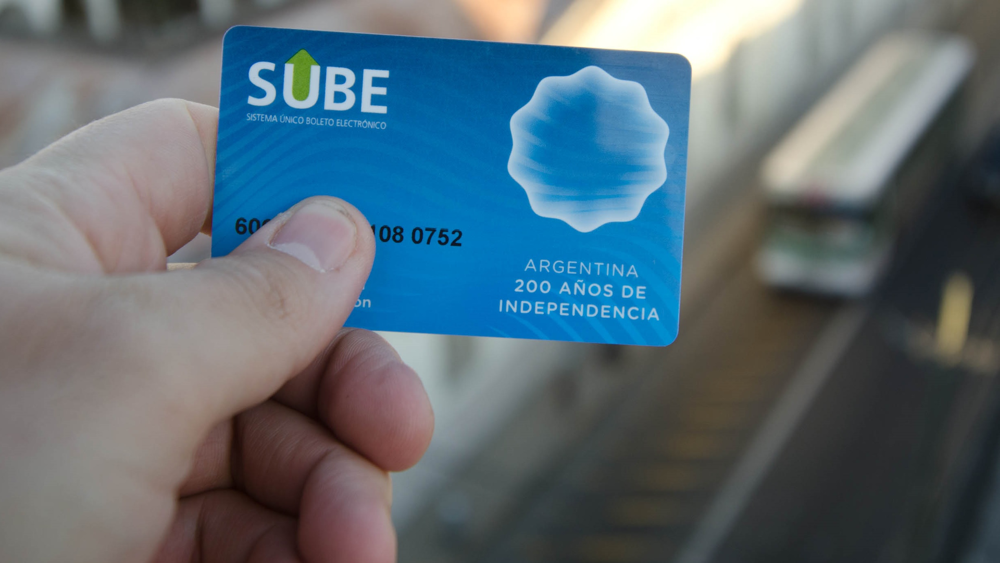 SUBE
SISTEMA ÚNICO BOLETO ELECTRÓNICO
108 0752
ARGENTINA
200 AÑOS DE
INDEPENDENCIA